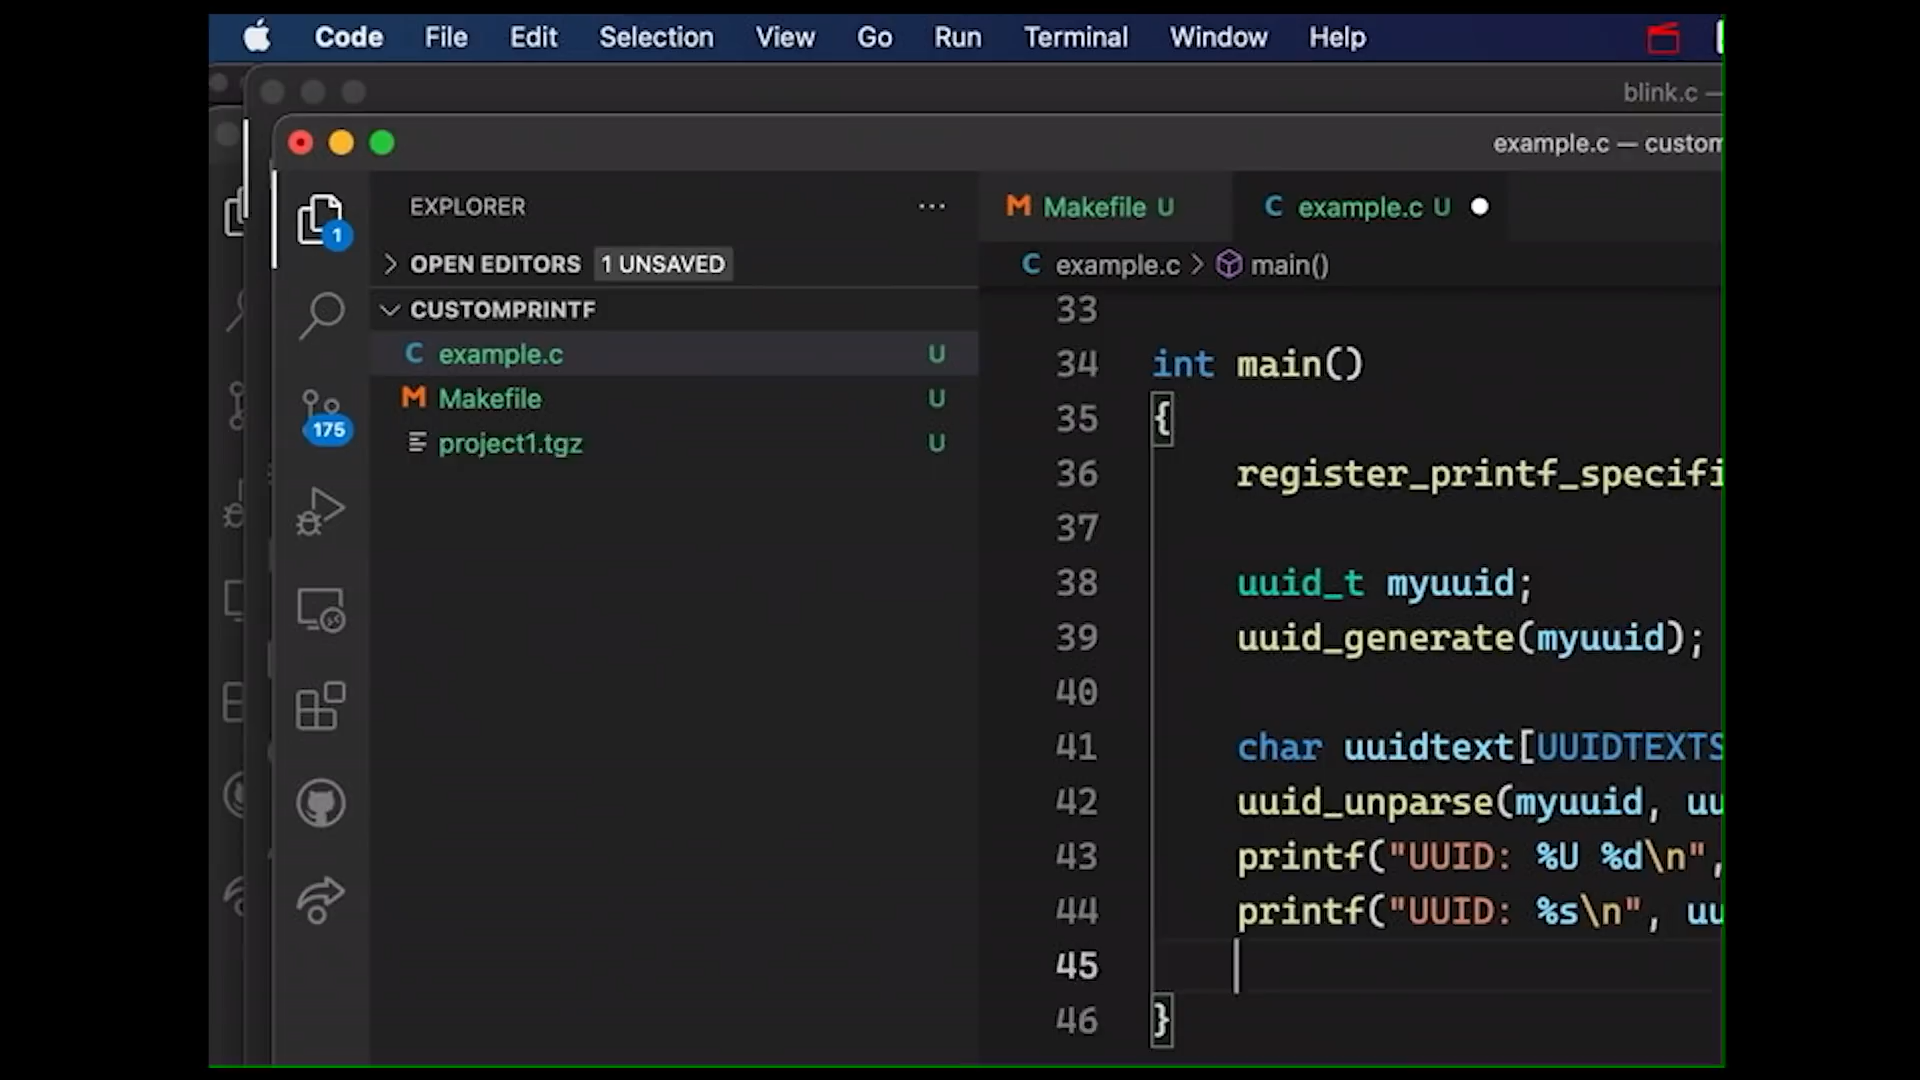 Code File Edit Selection View Go Run Terminal Window Help
blink.c —
example.c — custom
EXPLORER ...
M Makefile U
C example.c U
1
OPEN EDITORS 1 UNSAVED
C example.c > main()
CUSTOMPRINTF
C example.c U
M Makefile U
project1.tgz U
175
33
34 int main()
35 {
36 register_printf_specifi
37
38 uuid_t myuuid;
39 uuid_generate(myuuid);
40
41 char uuidtext[UUIDTEXTS
42 uuid_unparse(myuuid, uu
43 printf("UUID: %U %d\n",
44 printf("UUID: %s\n", uu
45
46 }